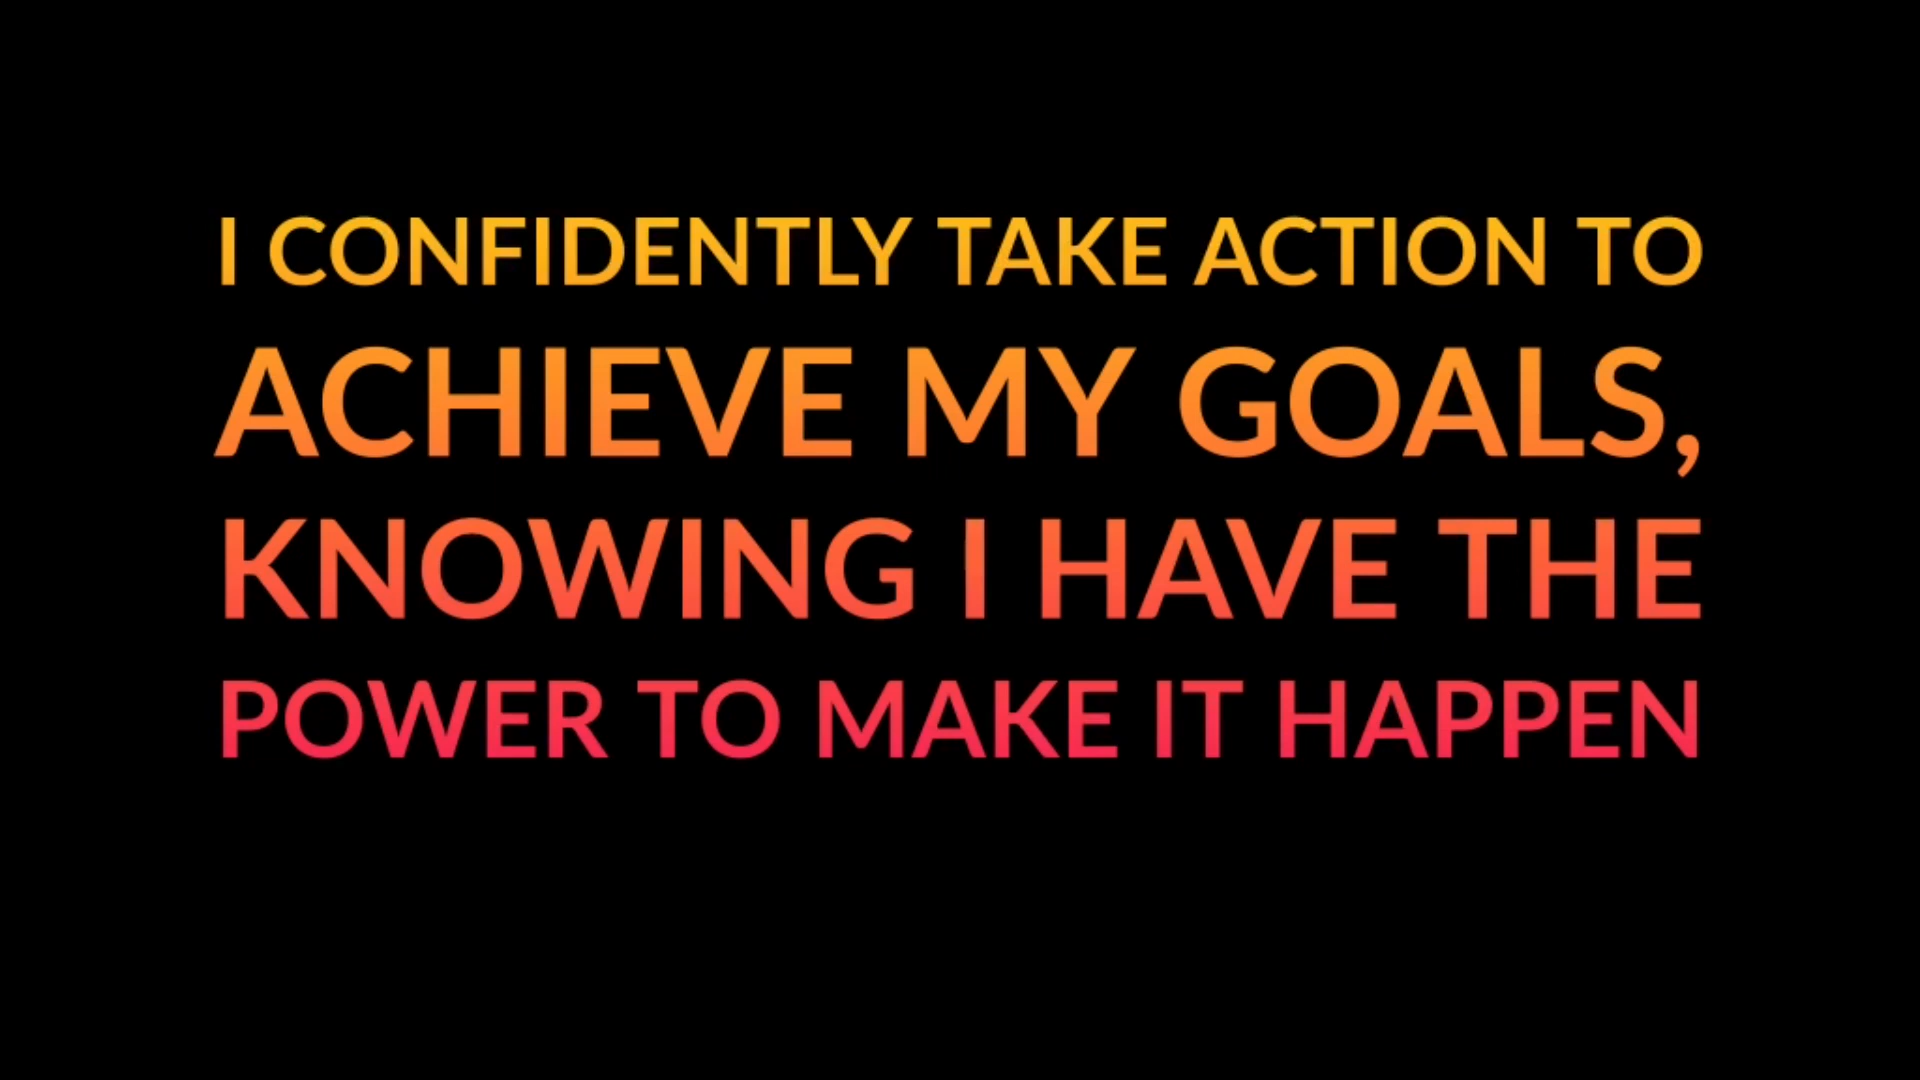 I CONFIDENTLY TAKE ACTION TO
ACHIEVE MY GOALS,
KNOWING I HAVE THE
POWER TO MAKE IT HAPPEN